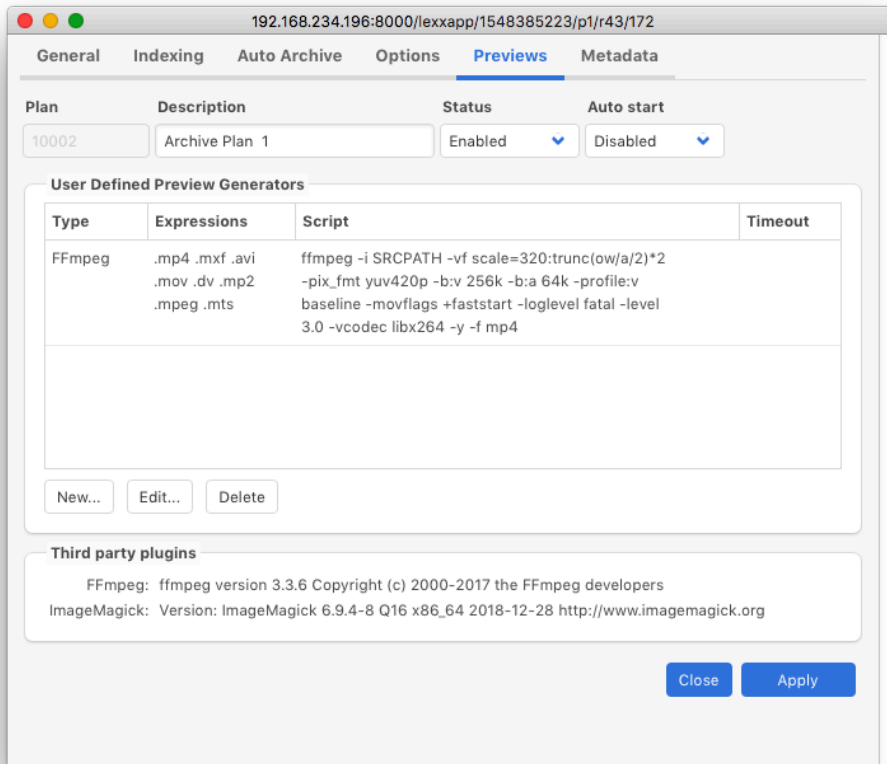 192.168.234.196:8000/lexxapp/1548385223/p1/r43/172
General Indexing Auto Archive Options Previews Metadata
Plan Description Status Auto start
10002 Archive Plan 1 Enabled Disabled
User Defined Preview Generators
Type Expressions Script Timeout
FFmpeg .mp4 .mxf .avi ffmpeg -i SRCPATH -vf scale=320:trunc(ow/a/2)*2
.mov .dv .mp2 -pix_fmt yuv420p -b:v 256k -b:a 64k -profile:v
.mpeg .mts baseline -movflags +faststart -loglevel fatal -level
3.0 -vcodec libx264 -y -f mp4
New... Edit... Delete
Third party plugins
FFmpeg: ffmpeg version 3.3.6 Copyright (c) 2000-2017 the FFmpeg developers
ImageMagick: Version: ImageMagick 6.9.4-8 Q16 x86_64 2018-12-28 http://www.imagemagick.org
Close Apply